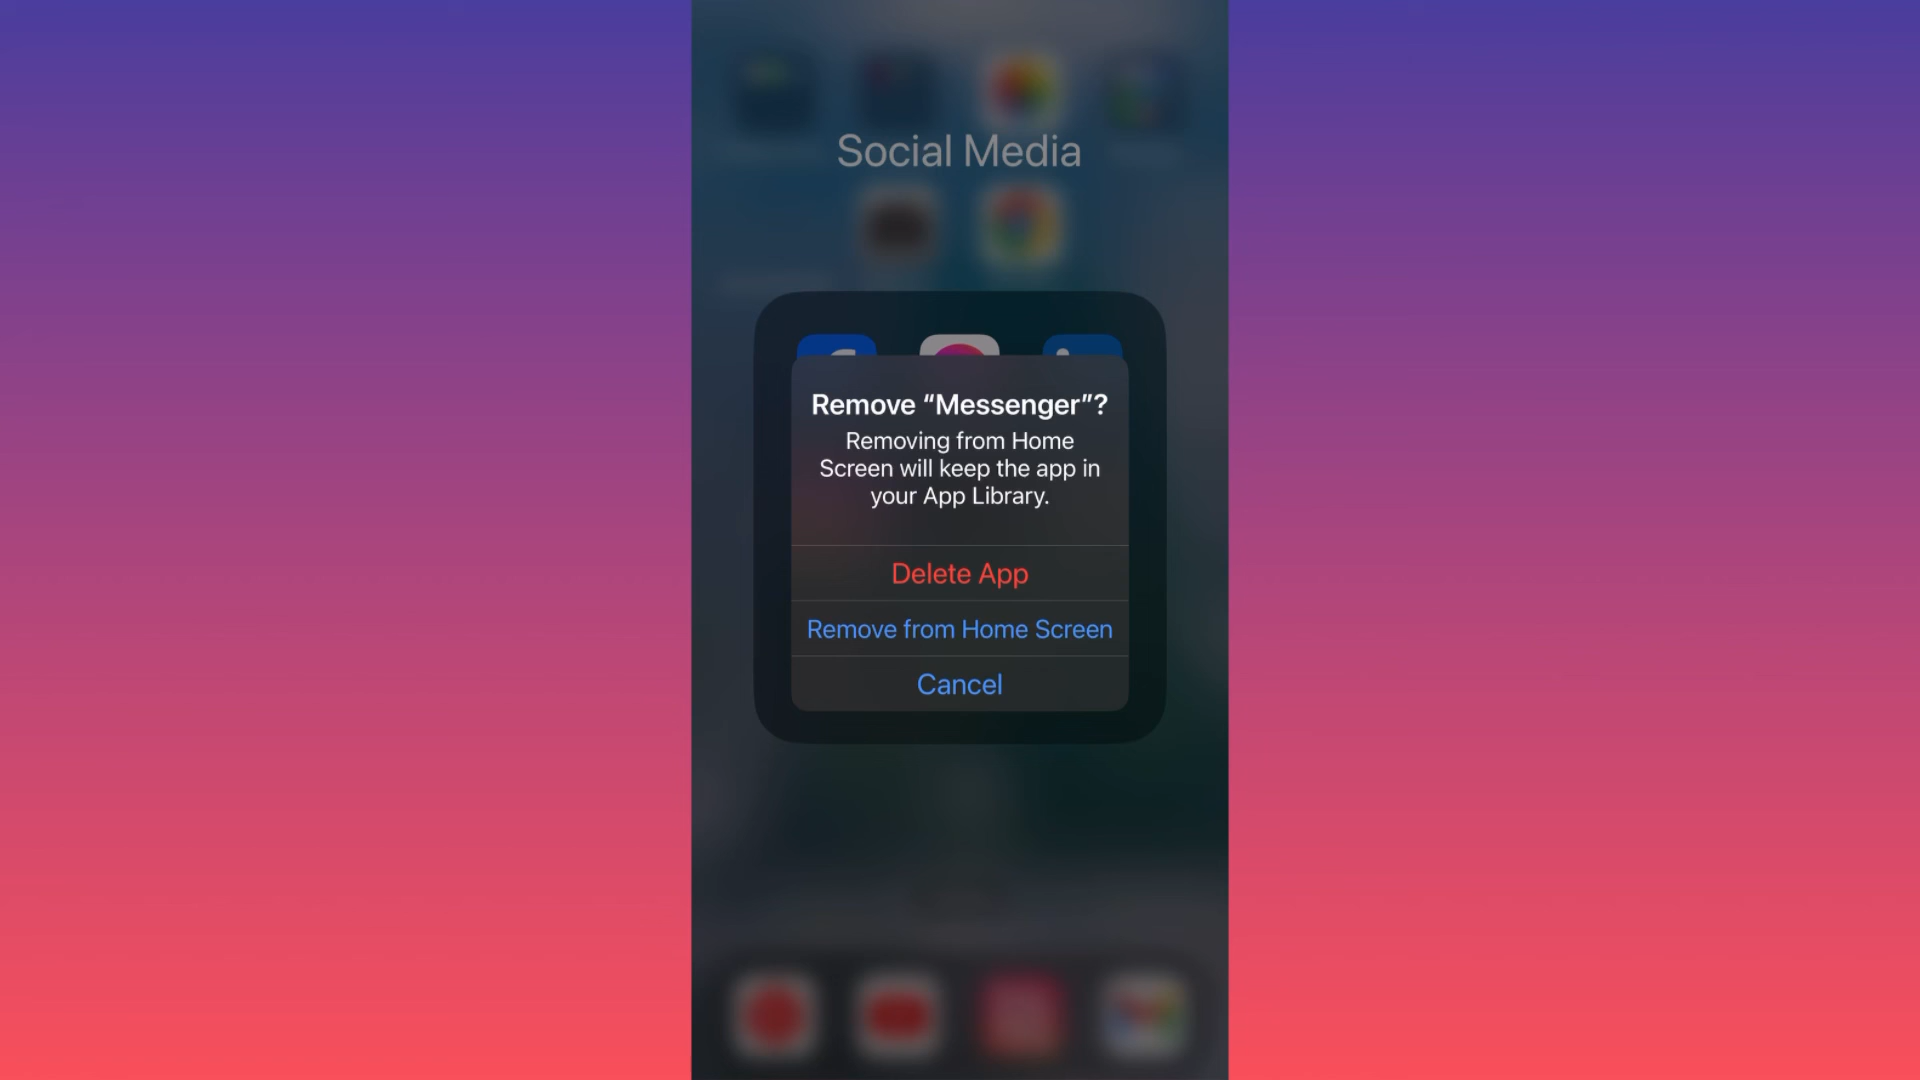 Social Media
Remove “Messenger”?
Removing from Home
Screen will keep the app in
your App Library.
Delete App
Remove from Home Screen
Cancel